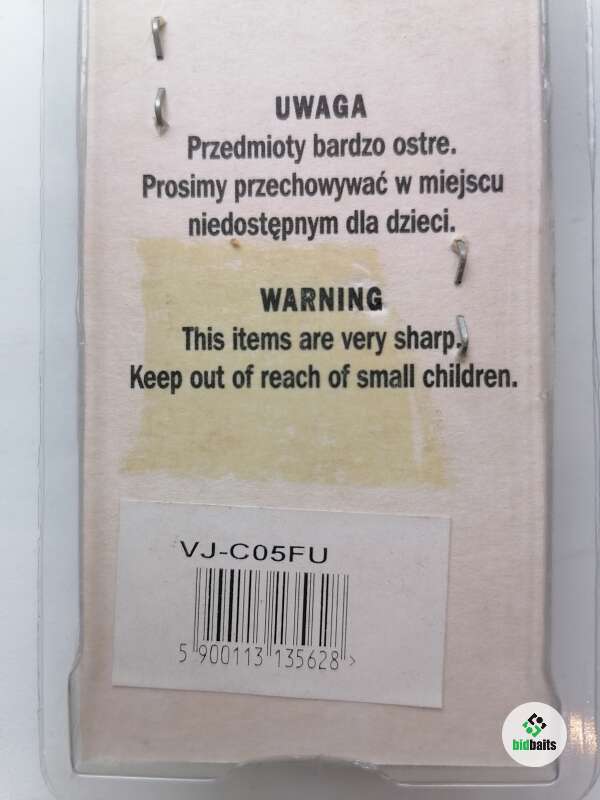 UWAGA
Przedmioty bardzo ostre.
Prosimy przechowywać w miejscu
niedostępnym dla dzieci.
WARNING
This items are very sharp.
Keep out of reach of small children.
VJ-C05FU
5 900113 135628 >
bidbaits